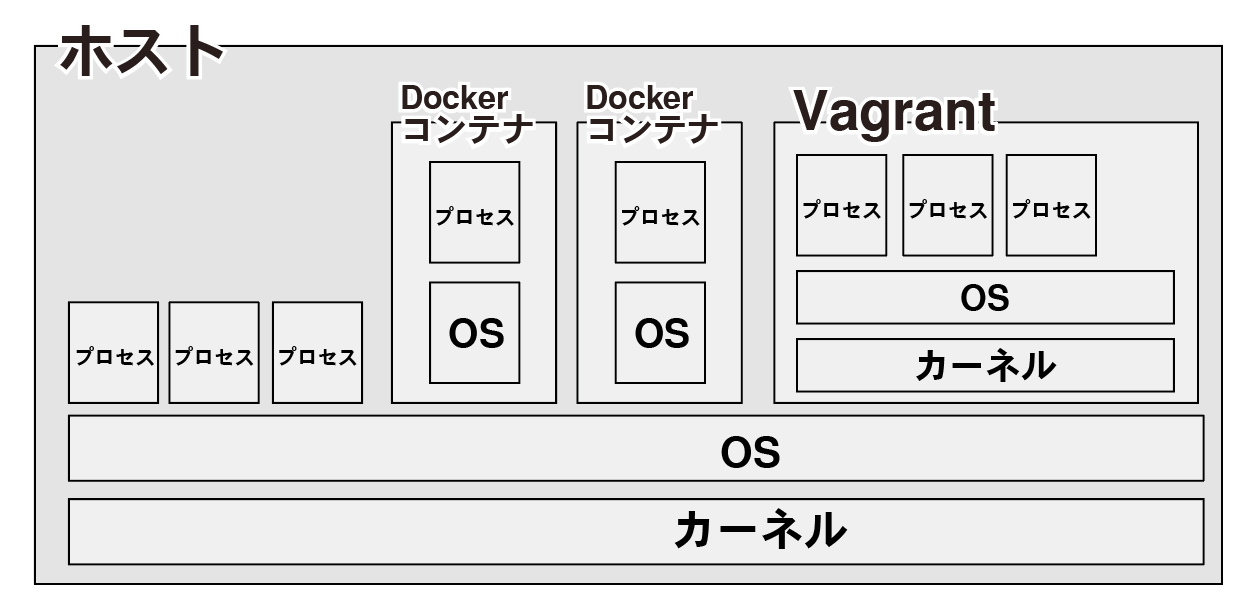 ホスト
Docker
コンテナ
プロセス
OS
Docker
コンテナ
プロセス
OS
Vagrant
プロセス
プロセス
プロセス
OS
カーネル
プロセス
プロセス
プロセス
OS
カーネル